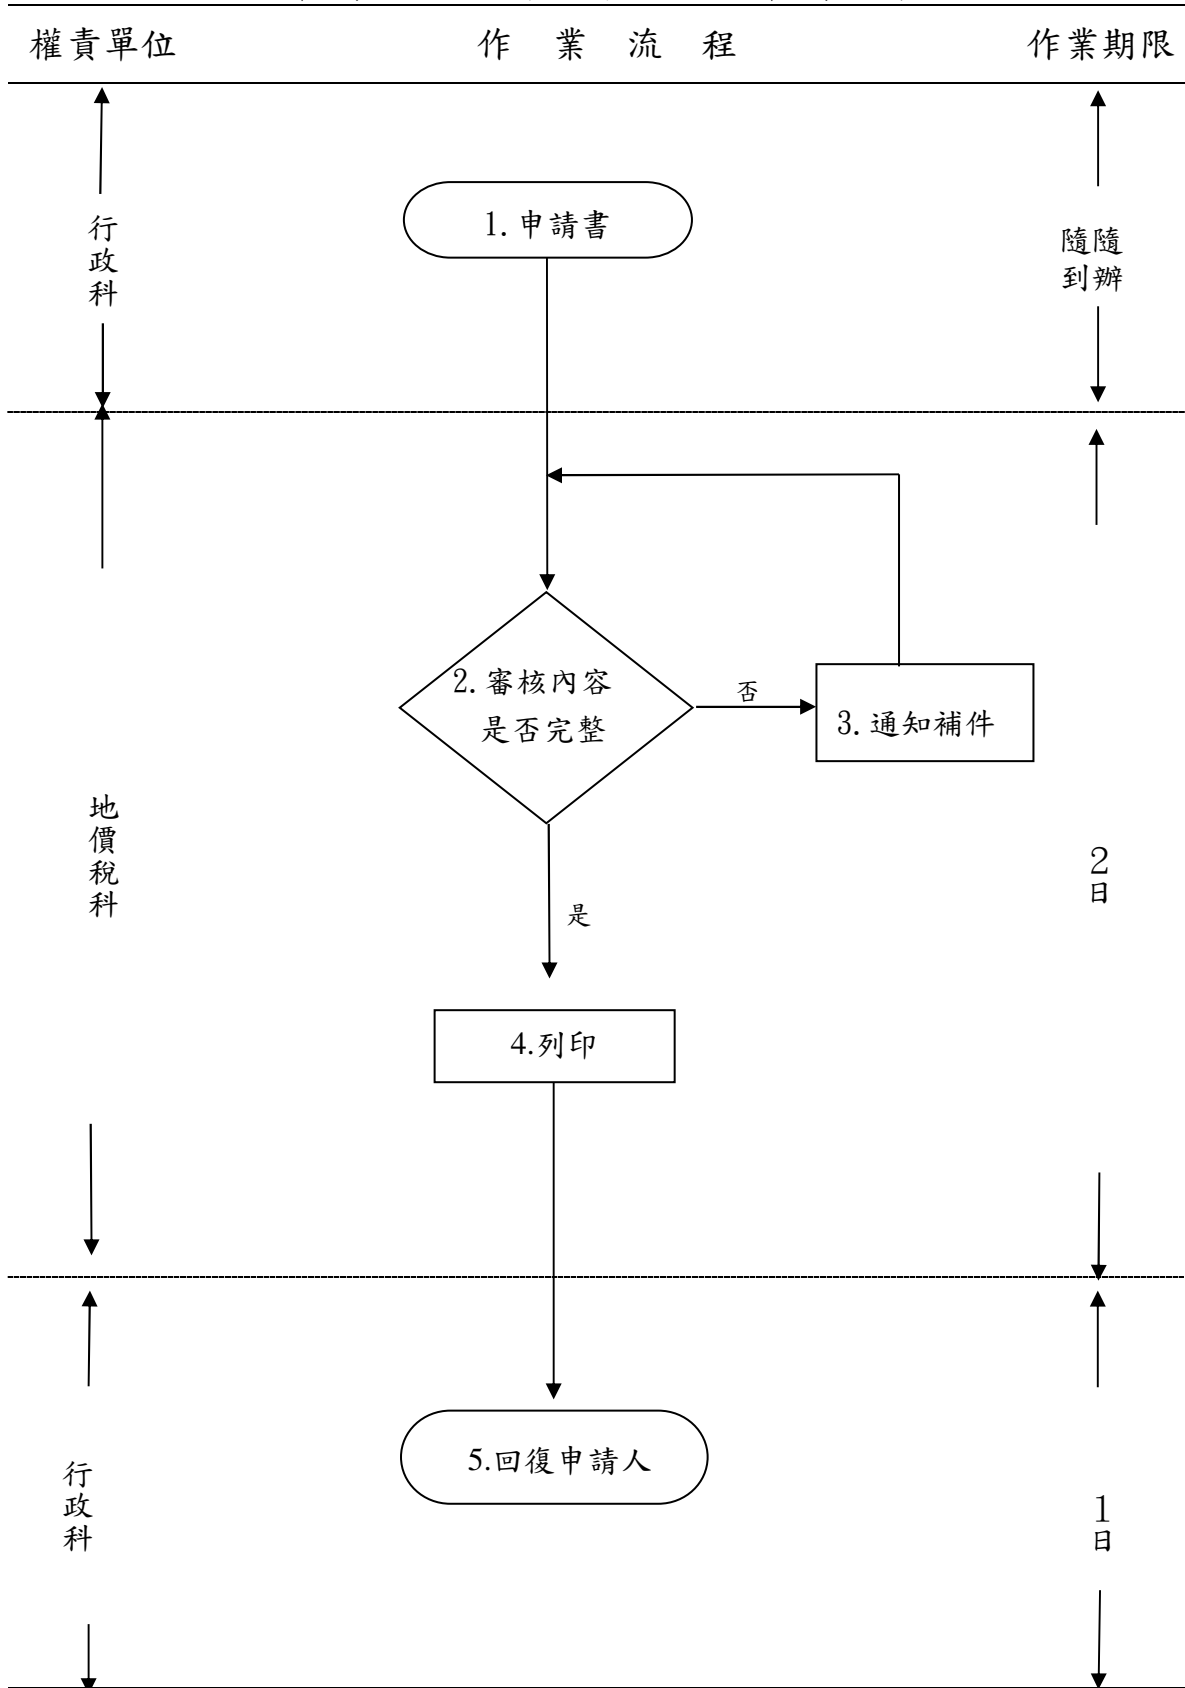 權責單位 作業流程 作業期限
行政科
1.申請書
隨到
隨辦
2.審核內容
是否完整
否
3.通知補件
地價稅科
2日
是
4.列印
5.回復申請人
行政科
1日